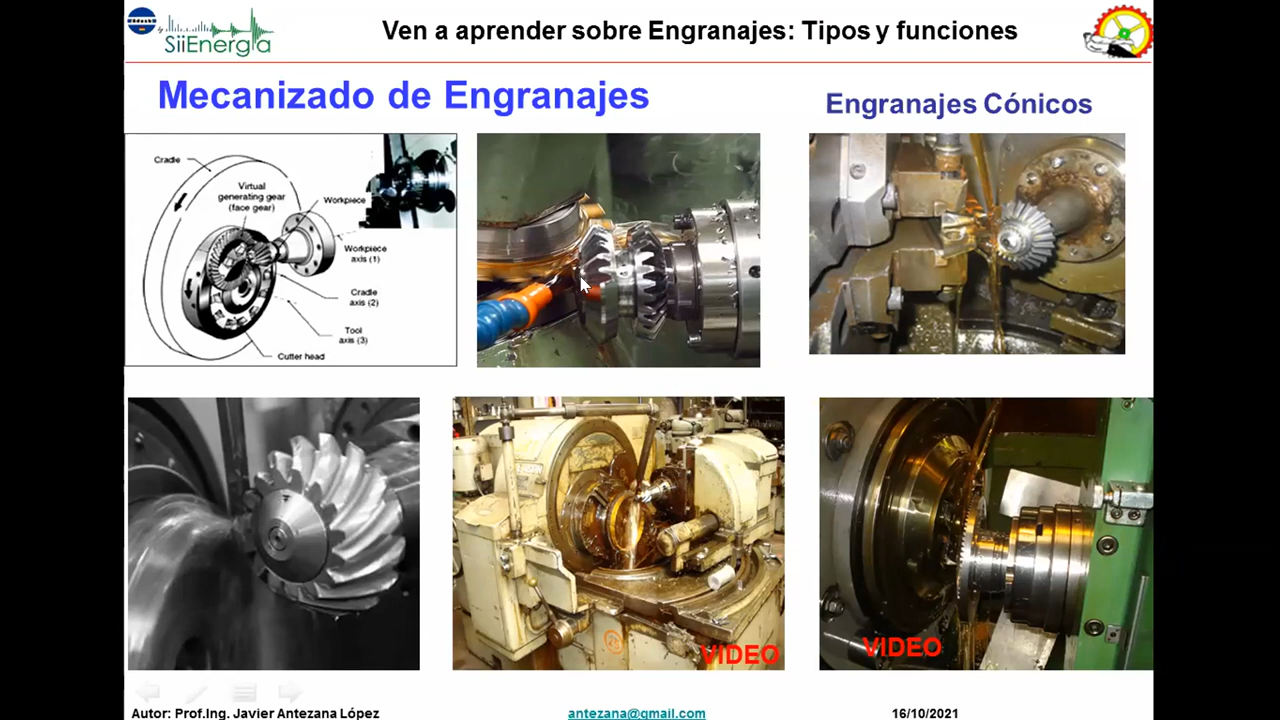 SiiEnergía
Ven a aprender sobre Engranajes: Tipos y funciones
Mecanizado de Engranajes
Engranajes Cónicos
Cradle
Virtual
generating gear
(face gear)
Workpiece
Workpiece
axis (1)
Cradle
axis (2)
Tool
axis (3)
Cutter head
VIDEO
VIDEO
Autor: Prof.Ing. Javier Antezana López
antezana@gmail.com
16/10/2021